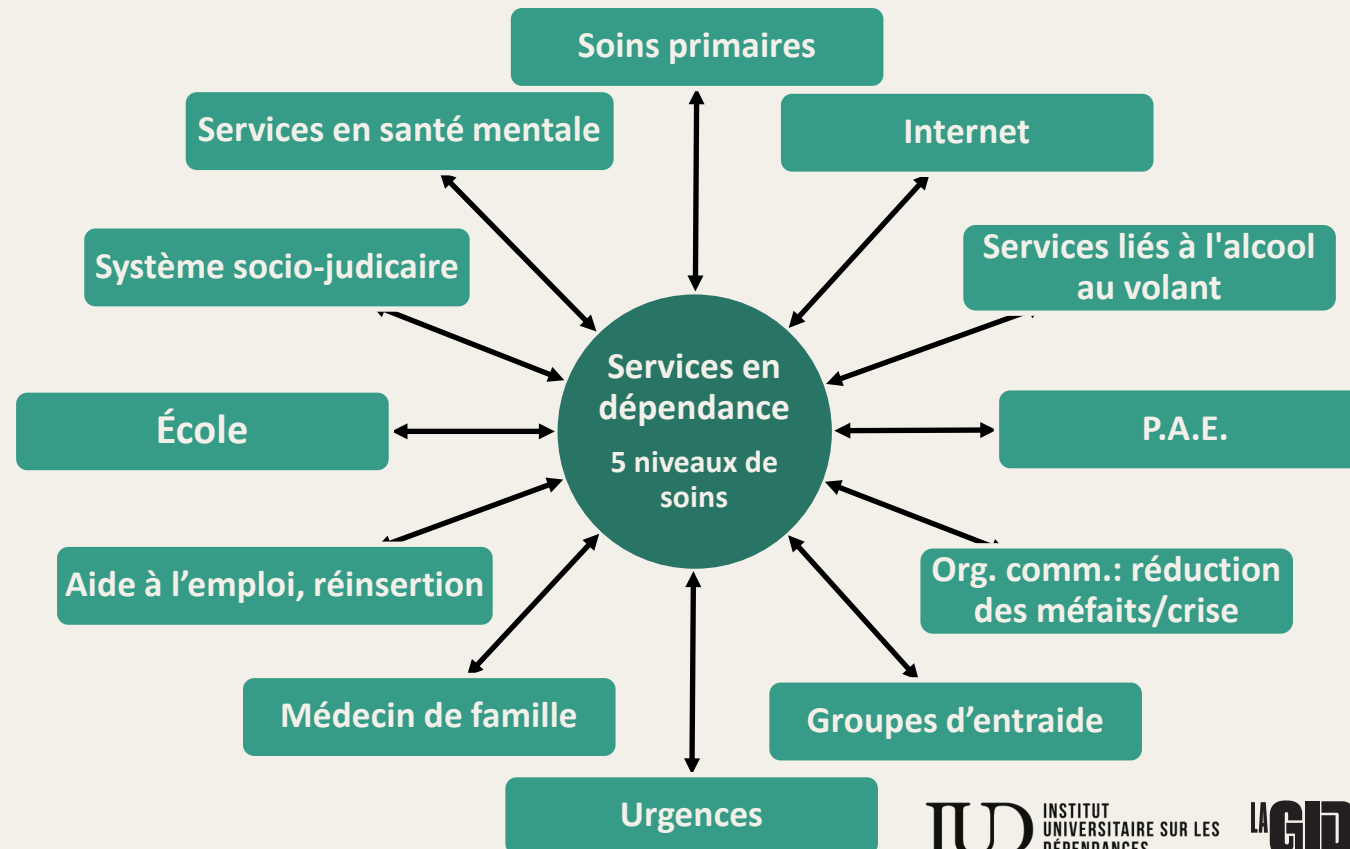 Soins primaires
Services en santé mentale
Internet
Système socio-judicaire
Services liés à l'alcool
au volant
Services en
dépendance
5 niveaux de
soins
École
P.A.E.
Aide à l’emploi, réinsertion
Org. comm.: réduction
des méfaits/crise
Médecin de famille
Groupes d’entraide
Urgences
IUD
INSTITUT
UNIVERSITAIRE SUR LES
DÉPENDANCES
LA